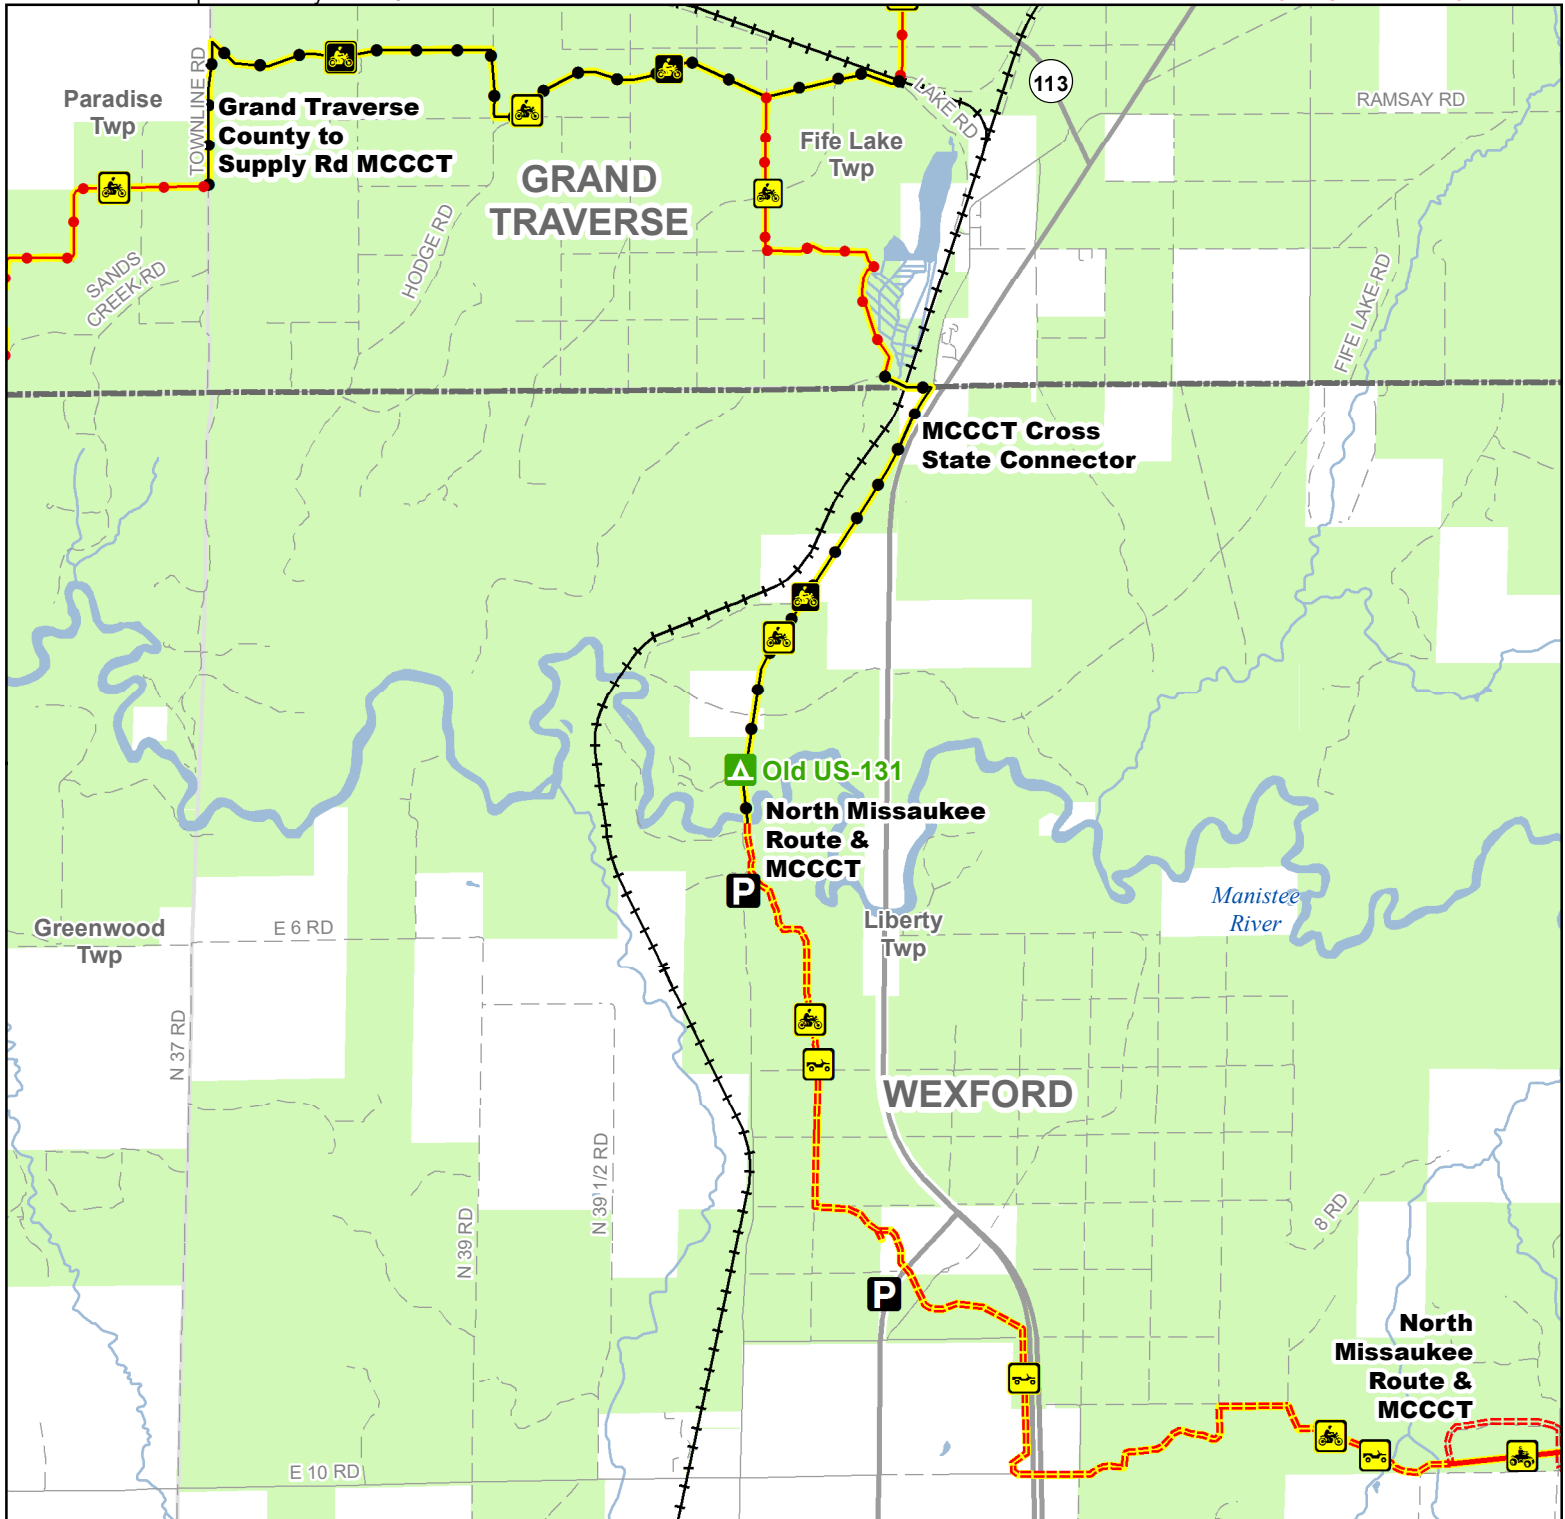 Paradise
Twp
TOWNLINE RD
Grand Traverse
County to
Supply Rd MCCCT
GRAND
TRAVERSE
HODGE RD
SANDS
CREEK RD
Fife Lake
Twp
LAKE RD
113
RAMSAY RD
FIFE LAKE RD
MCCCT Cross
State Connector
Old US-131
North Missaukee
Route &
MCCCT
P
Liberty
Twp
Manistee
River
Greenwood
Twp
E 6 RD
N 37 RD
WEXFORD
N 39 1/2 RD
N 39 RD
8 RD
P
North
Missaukee
Route &
MCCCT
E 10 RD